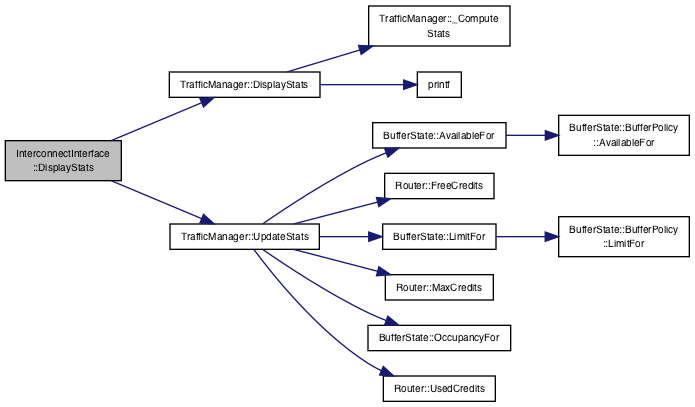 InterconnectInterface
::DisplayStats
TrafficManager::DisplayStats
TrafficManager::_Compute
Stats
printf
TrafficManager::UpdateStats
BufferState::AvailableFor
BufferState::BufferPolicy
::AvailableFor
Router::FreeCredits
BufferState::LimitFor
BufferState::BufferPolicy
::LimitFor
Router::MaxCredits
BufferState::OccupancyFor
Router::UsedCredits